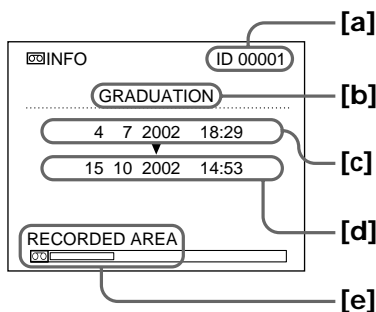 [a]
INFO ID 00001
GRADUATION [b]
4 7 2002 18:29
[c]
15 10 2002 14:53
[d]
RECORDED AREA
[e]